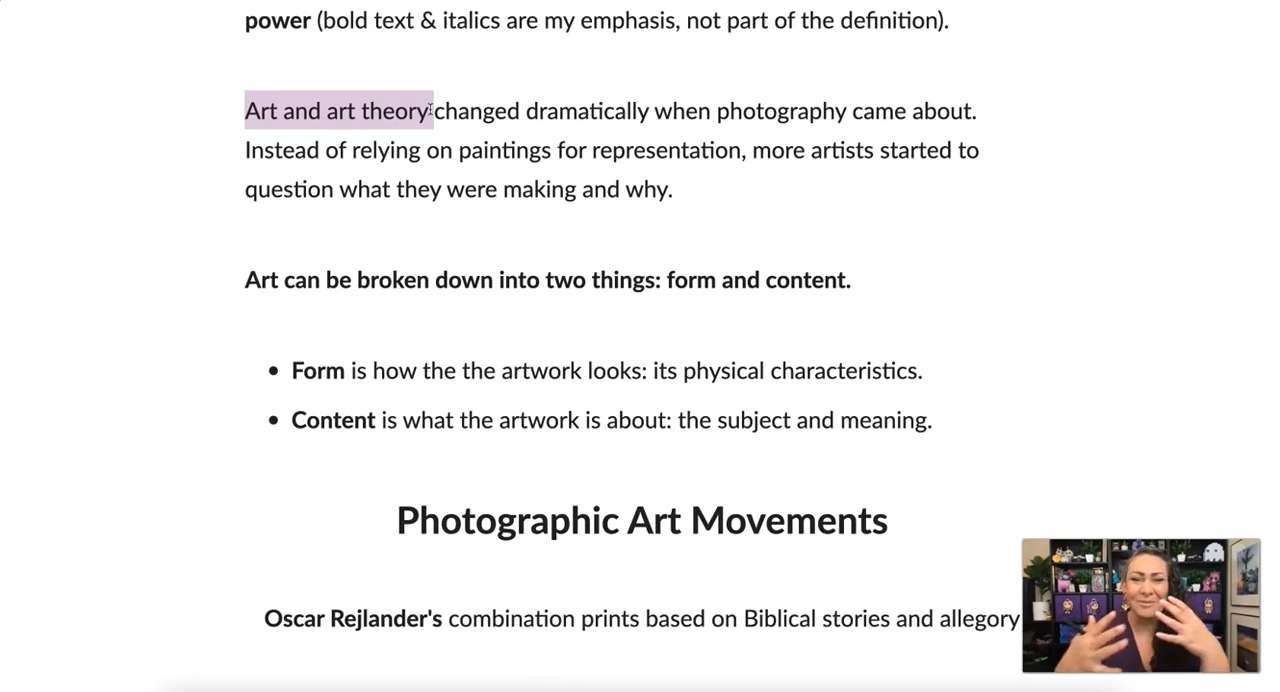 power (bold text & italics are my emphasis, not part of the definition).
Art and art theory changed dramatically when photography came about.
Instead of relying on paintings for representation, more artists started to
question what they were making and why.
Art can be broken down into two things: form and content.
• Form is how the the artwork looks: its physical characteristics.
• Content is what the artwork is about: the subject and meaning.
Photographic Art Movements
Oscar Rejlander's combination prints based on Biblical stories and allegory